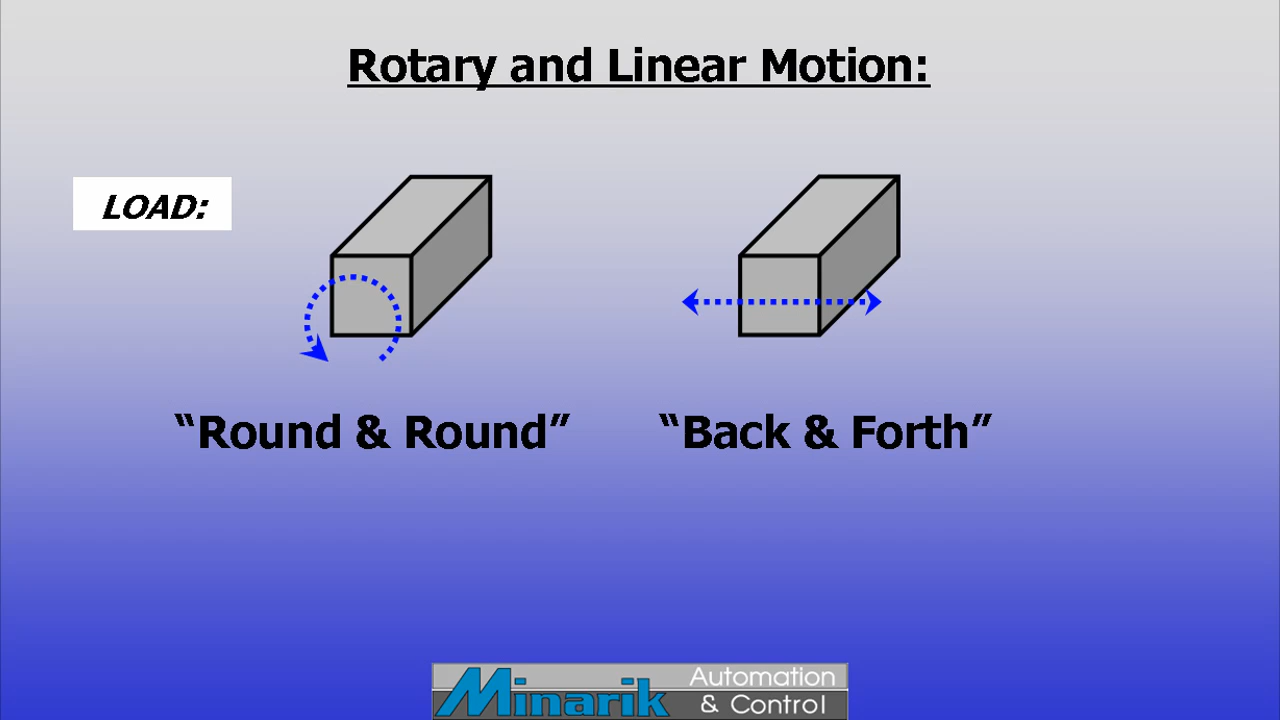 Rotary and Linear Motion:
LOAD:
“Round & Round” “Back & Forth”
Minarik Automation
& Control